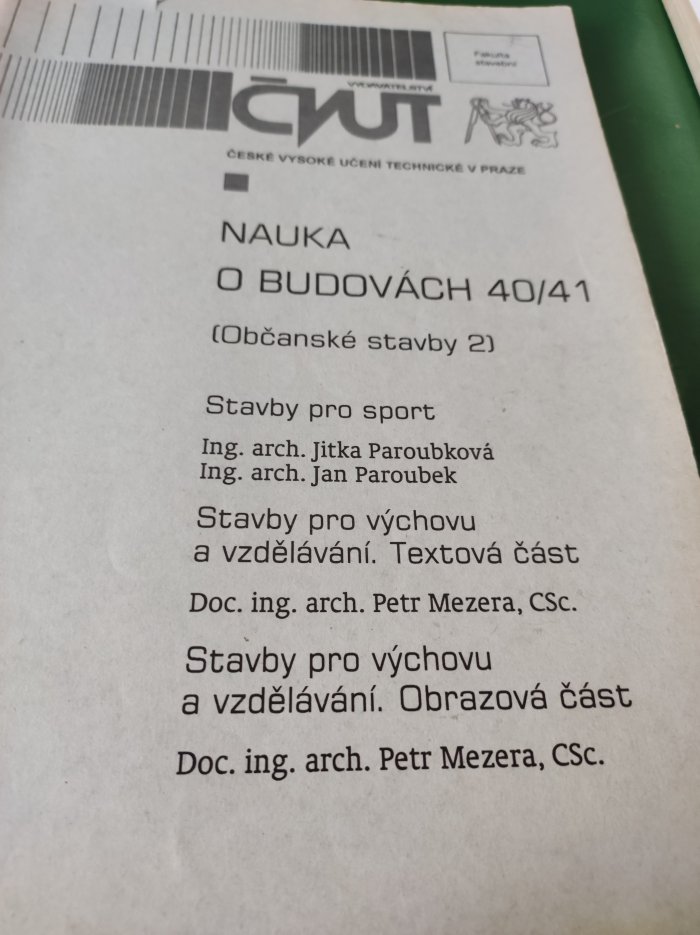 Fakulta
stavební
VYDAVATELSTVÍ
ČVUT
ČESKÉ VYSOKÉ UČENÍ TECHNICKÉ V PRAZE
NAUKA
O BUDOVÁCH 40/41
(Občanské stavby 2)
Stavby pro sport
Ing. arch. Jitka Paroubková
Ing. arch. Jan Paroubek
Stavby pro výchovu
a vzdělávání. Textová část
Doc. ing. arch. Petr Mezera, CSc.
Stavby pro výchovu
a vzdělávání. Obrazová část
Doc. ing. arch. Petr Mezera, CSc.